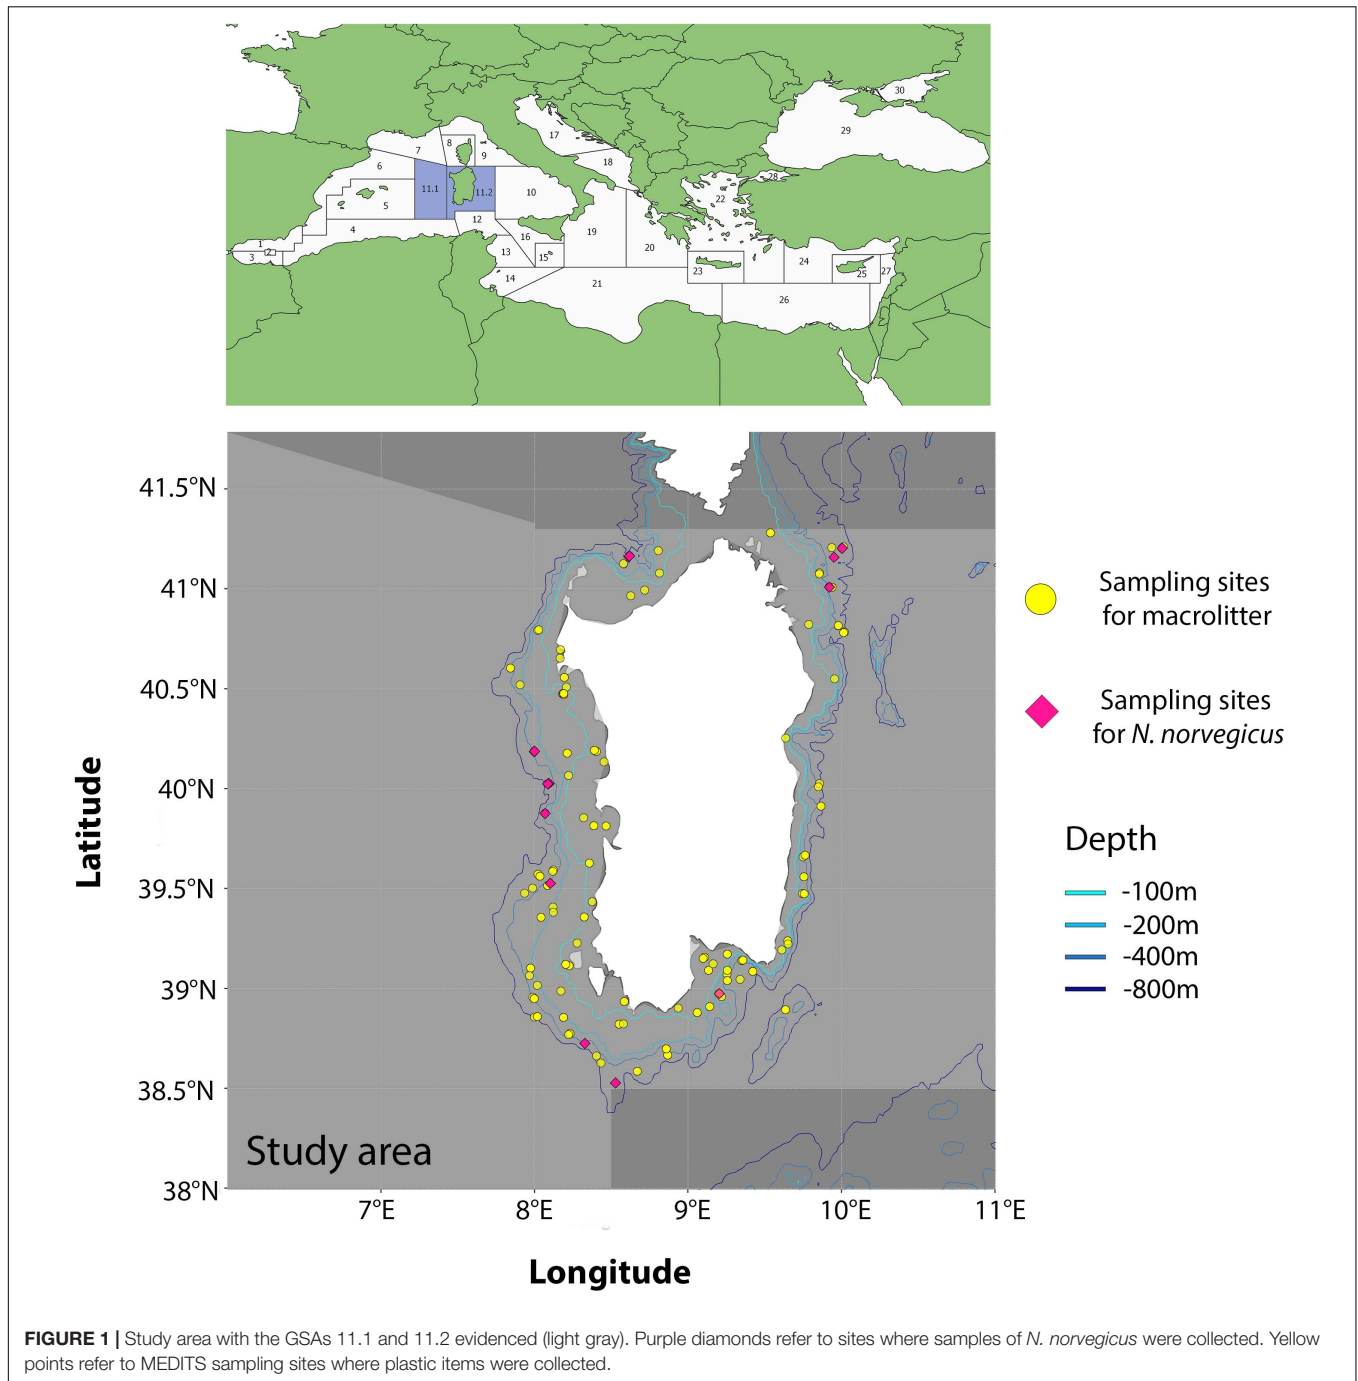 30
29
17
8
7
9
18
6
28
11.1
11.2
10
22
5
12
4
19
16
1
2
3
13
15
20
24
23
25
27
14
21
26
41.5°N
41°N
40.5°N
40°N
39.5°N
39°N
38.5°N
38°N
Latitude
Study area
7°E
8°E
9°E
10°E
11°E
Longitude
Sampling sites
for macrolitter
Sampling sites
for N. norvegicus
Depth
-100m
-200m
-400m
-800m
FIGURE 1 | Study area with the GSAs 11.1 and 11.2 evidenced (light gray). Purple diamonds refer to sites where samples of N. norvegicus were collected. Yellow
points refer to MEDITS sampling sites where plastic items were collected.